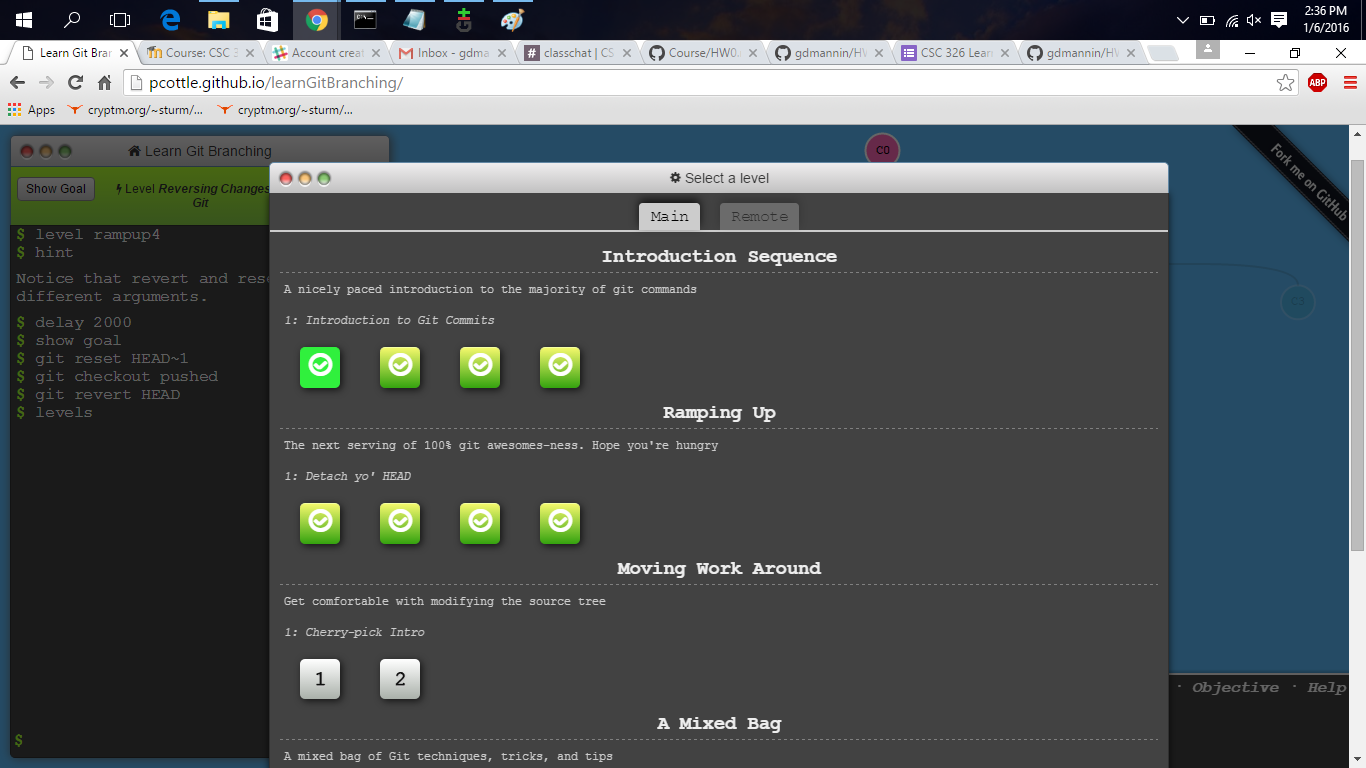 2:36 PM
1/6/2016
Learn Git Bran
Course: CSC 3
Account creat
Inbox - gdma
classchat | CS
Course/HW0.
gdmannin/HW
CSC 326 Learn
gdmannin/HW
pcottle.github.io/learnGitBranching/
ABP
Apps
cryptm.org/~sturm/...
cryptm.org/~sturm/...
C0
Fork me on GitHub
Learn Git Branching
Show Goal
Level Reversing Changes
Git
$ level rampup4
$ hint
Notice that revert and rese
different arguments.
$ delay 2000
$ show goal
$ git reset HEAD~1
$ git checkout pushed
$ git revert HEAD
$ levels
$
Select a level
Main
Remote
Introduction Sequence
A nicely paced introduction to the majority of git commands
1: Introduction to Git Commits
Ramping Up
The next serving of 100% git awesomes-ness. Hope you're hungry
1: Detach yo' HEAD
Moving Work Around
Get comfortable with modifying the source tree
1: Cherry-pick Intro
1
2
A Mixed Bag
A mixed bag of Git techniques, tricks, and tips
C3
· Objective · Help